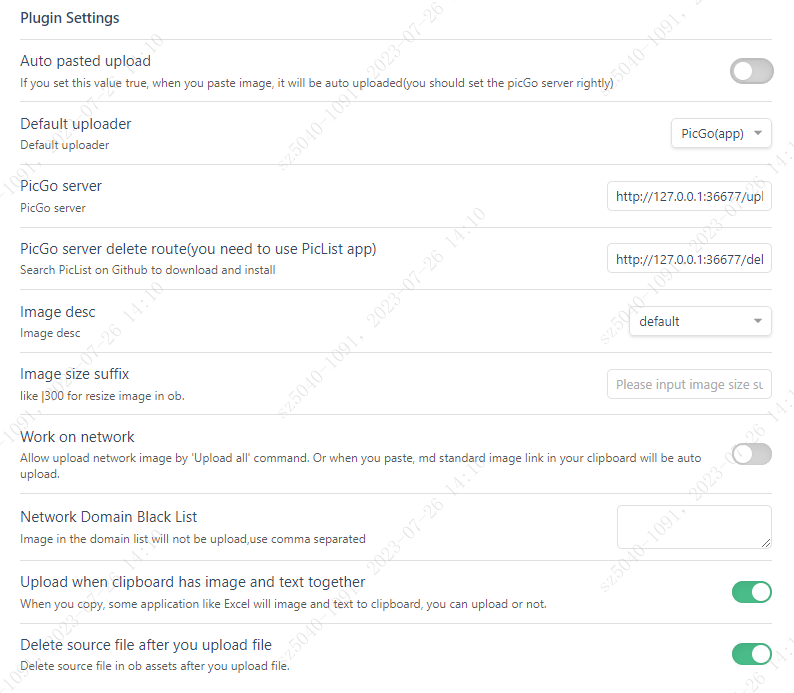 Plugin Settings
Auto pasted upload
If you set this value true, when you paste image, it will be auto uploaded(you should set the picGo server rightly)
Default uploader
Default uploader
PicGo(app)
PicGo server
PicGo server
http://127.0.0.1:36677/upl
PicGo server delete route(you need to use PicList app)
Search PicList on Github to download and install
http://127.0.0.1:36677/del
Image desc
Image desc
default
Image size suffix
like |300 for resize image in ob.
Please input image size su
Work on network
Allow upload network image by 'Upload all' command. Or when you paste, md standard image link in your clipboard will be auto
upload.
Network Domain Black List
Image in the domain list will not be upload,use comma separated
Upload when clipboard has image and text together
When you copy, some application like Excel will image and text to clipboard, you can upload or not.
Delete source file after you upload file
Delete source file in ob assets after you upload file.
sz5040-1091, 2023-07-26 14:10